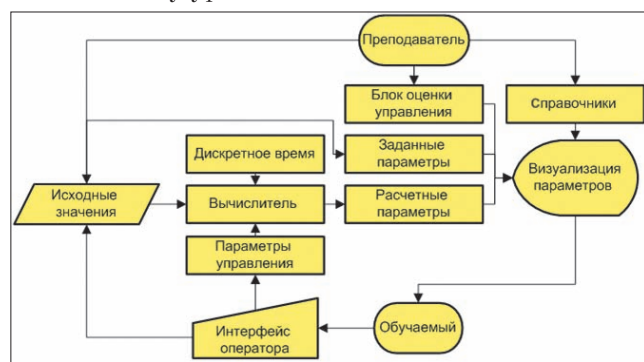 Преподаватель
Блок оценки
управления
Справочники
Дискретное время
Заданные
параметры
Визуализация
параметров
Исходные
значения
Вычислитель
Расчетные
параметры
Параметры
управления
Интерфейс
оператора
Обучаемый